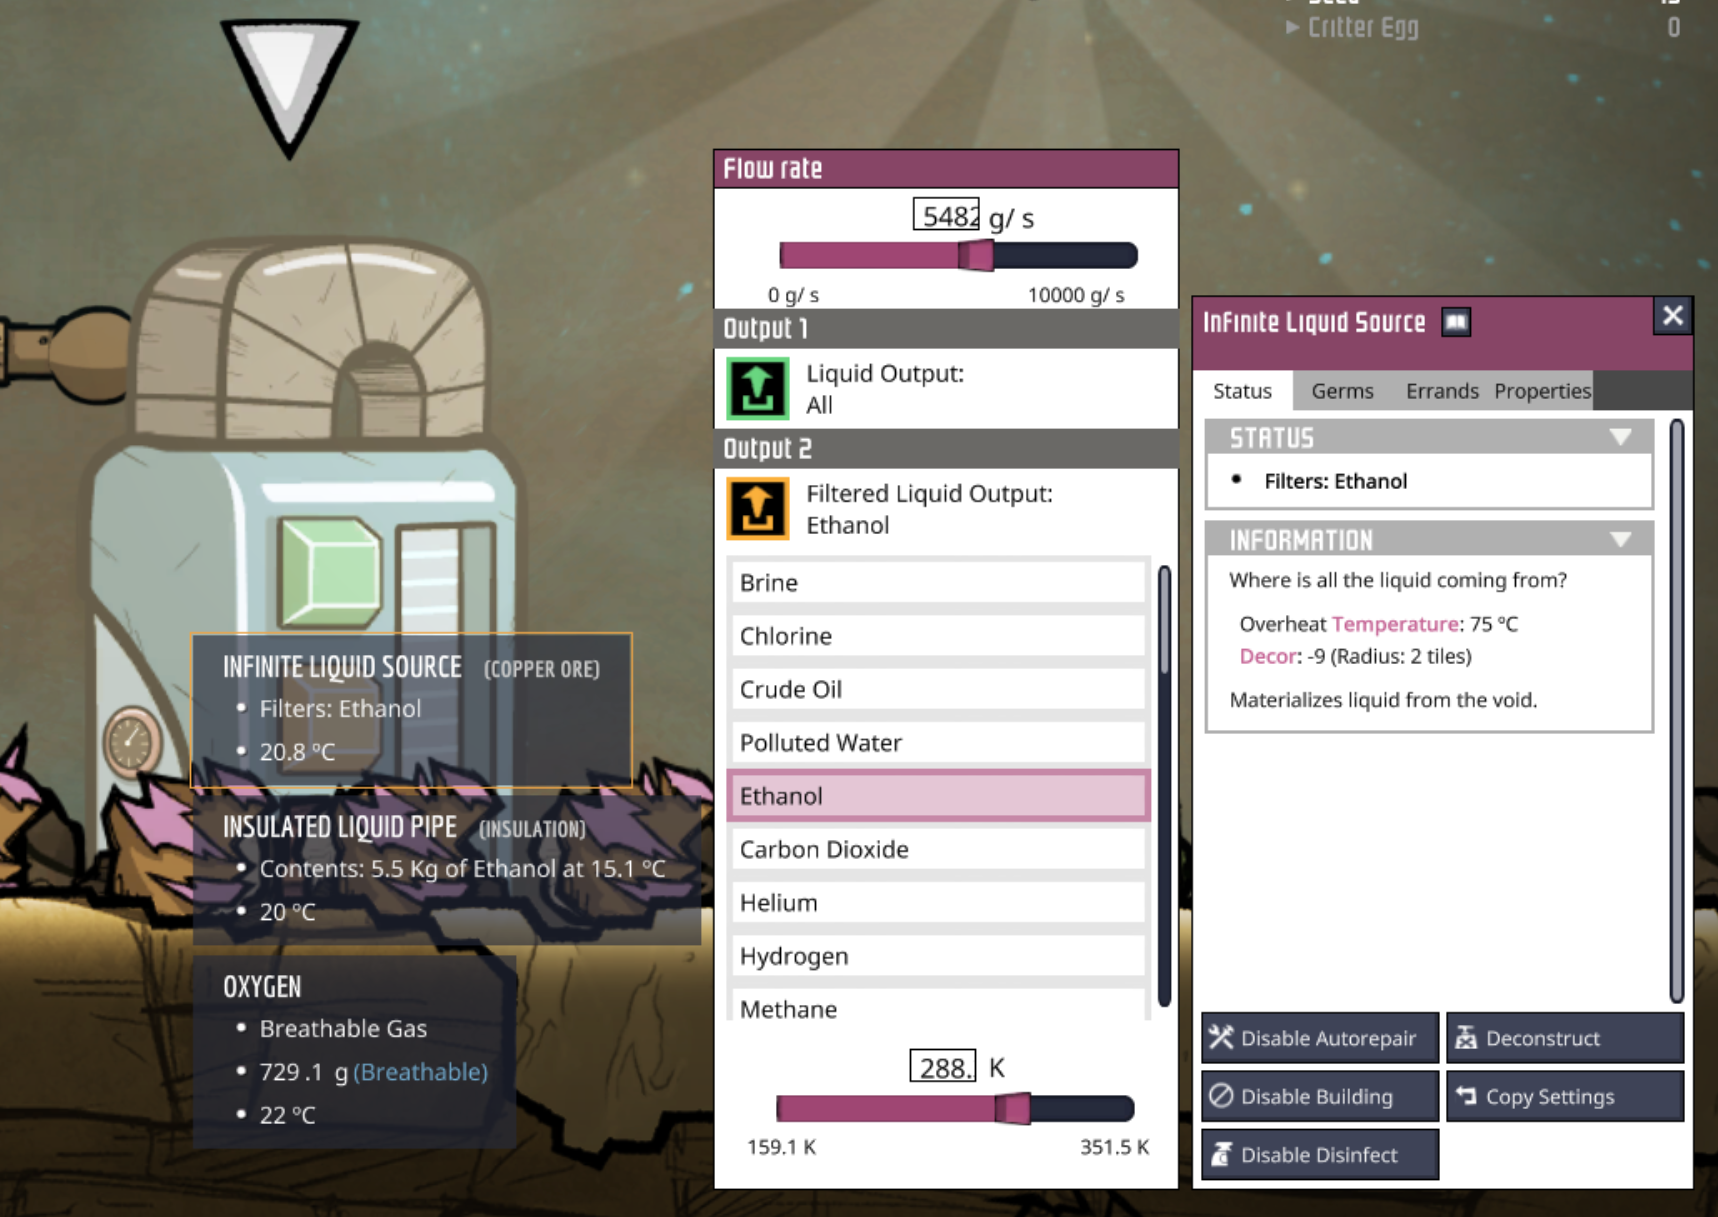 ▶ Critter Egg 0
Flow rate
5482 g/ s
0 g/ s 10000 g/ s
Output 1
Liquid Output:
All
Output 2
Filtered Liquid Output:
Ethanol
Brine
Chlorine
Crude Oil
Polluted Water
Ethanol
Carbon Dioxide
Helium
Hydrogen
Methane
288. K
159.1 K 351.5 K
Infinite Liquid Source
Status Germs Errands Properties
STATUS
• Filters: Ethanol
INFORMATION
Where is all the liquid coming from?
Overheat Temperature: 75 ºC
Decor: -9 (Radius: 2 tiles)
Materializes liquid from the void.
Disable Autorepair Deconstruct
Disable Building Copy Settings
Disable Disinfect
INFINITE LIQUID SOURCE (COPPER ORE)
• Filters: Ethanol
• 20.8 ºC
INSULATED LIQUID PIPE (INSULATION)
• Contents: 5.5 Kg of Ethanol at 15.1 ºC
• 20 ºC
OXYGEN
• Breathable Gas
• 729.1 g (Breathable)
• 22 ºC